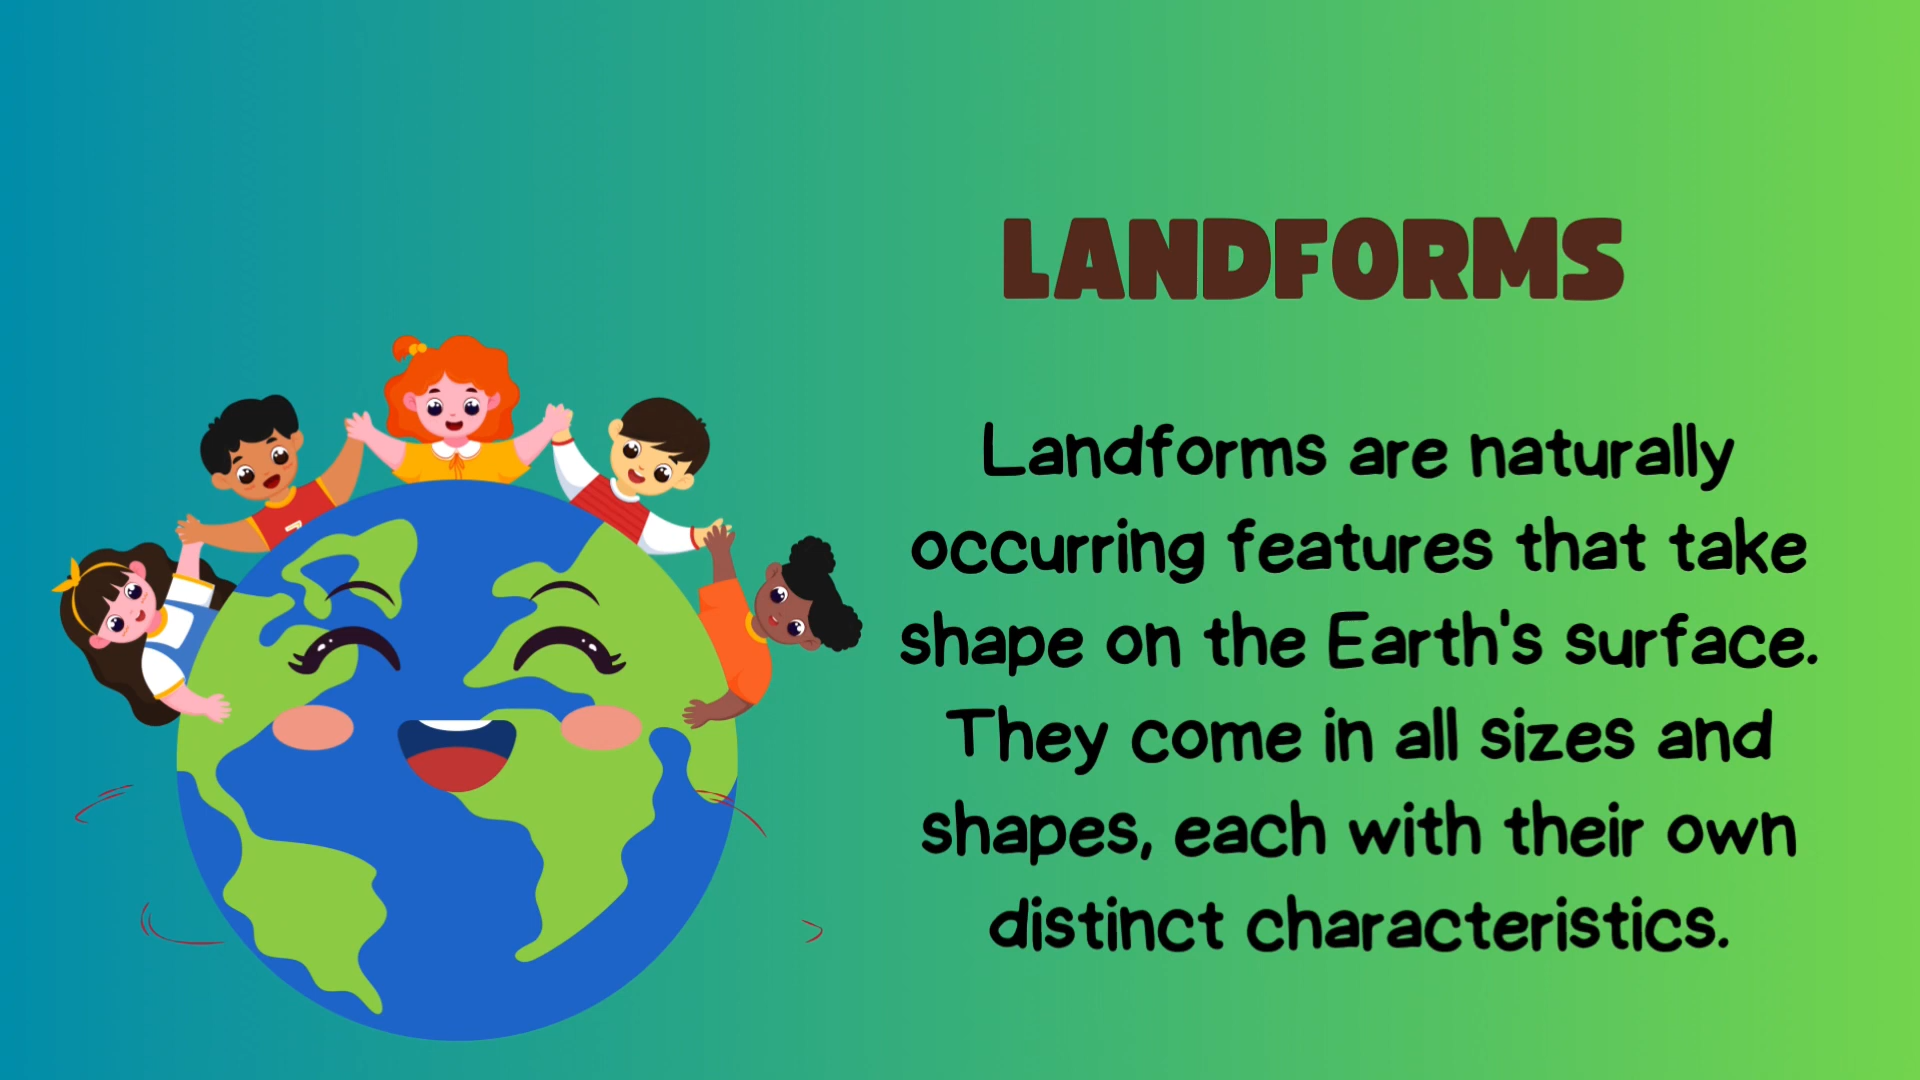 LANDFORMS
Landforms are naturally
occurring features that take
shape on the Earth's surface.
They come in all sizes and
shapes, each with their own
distinct characteristics.